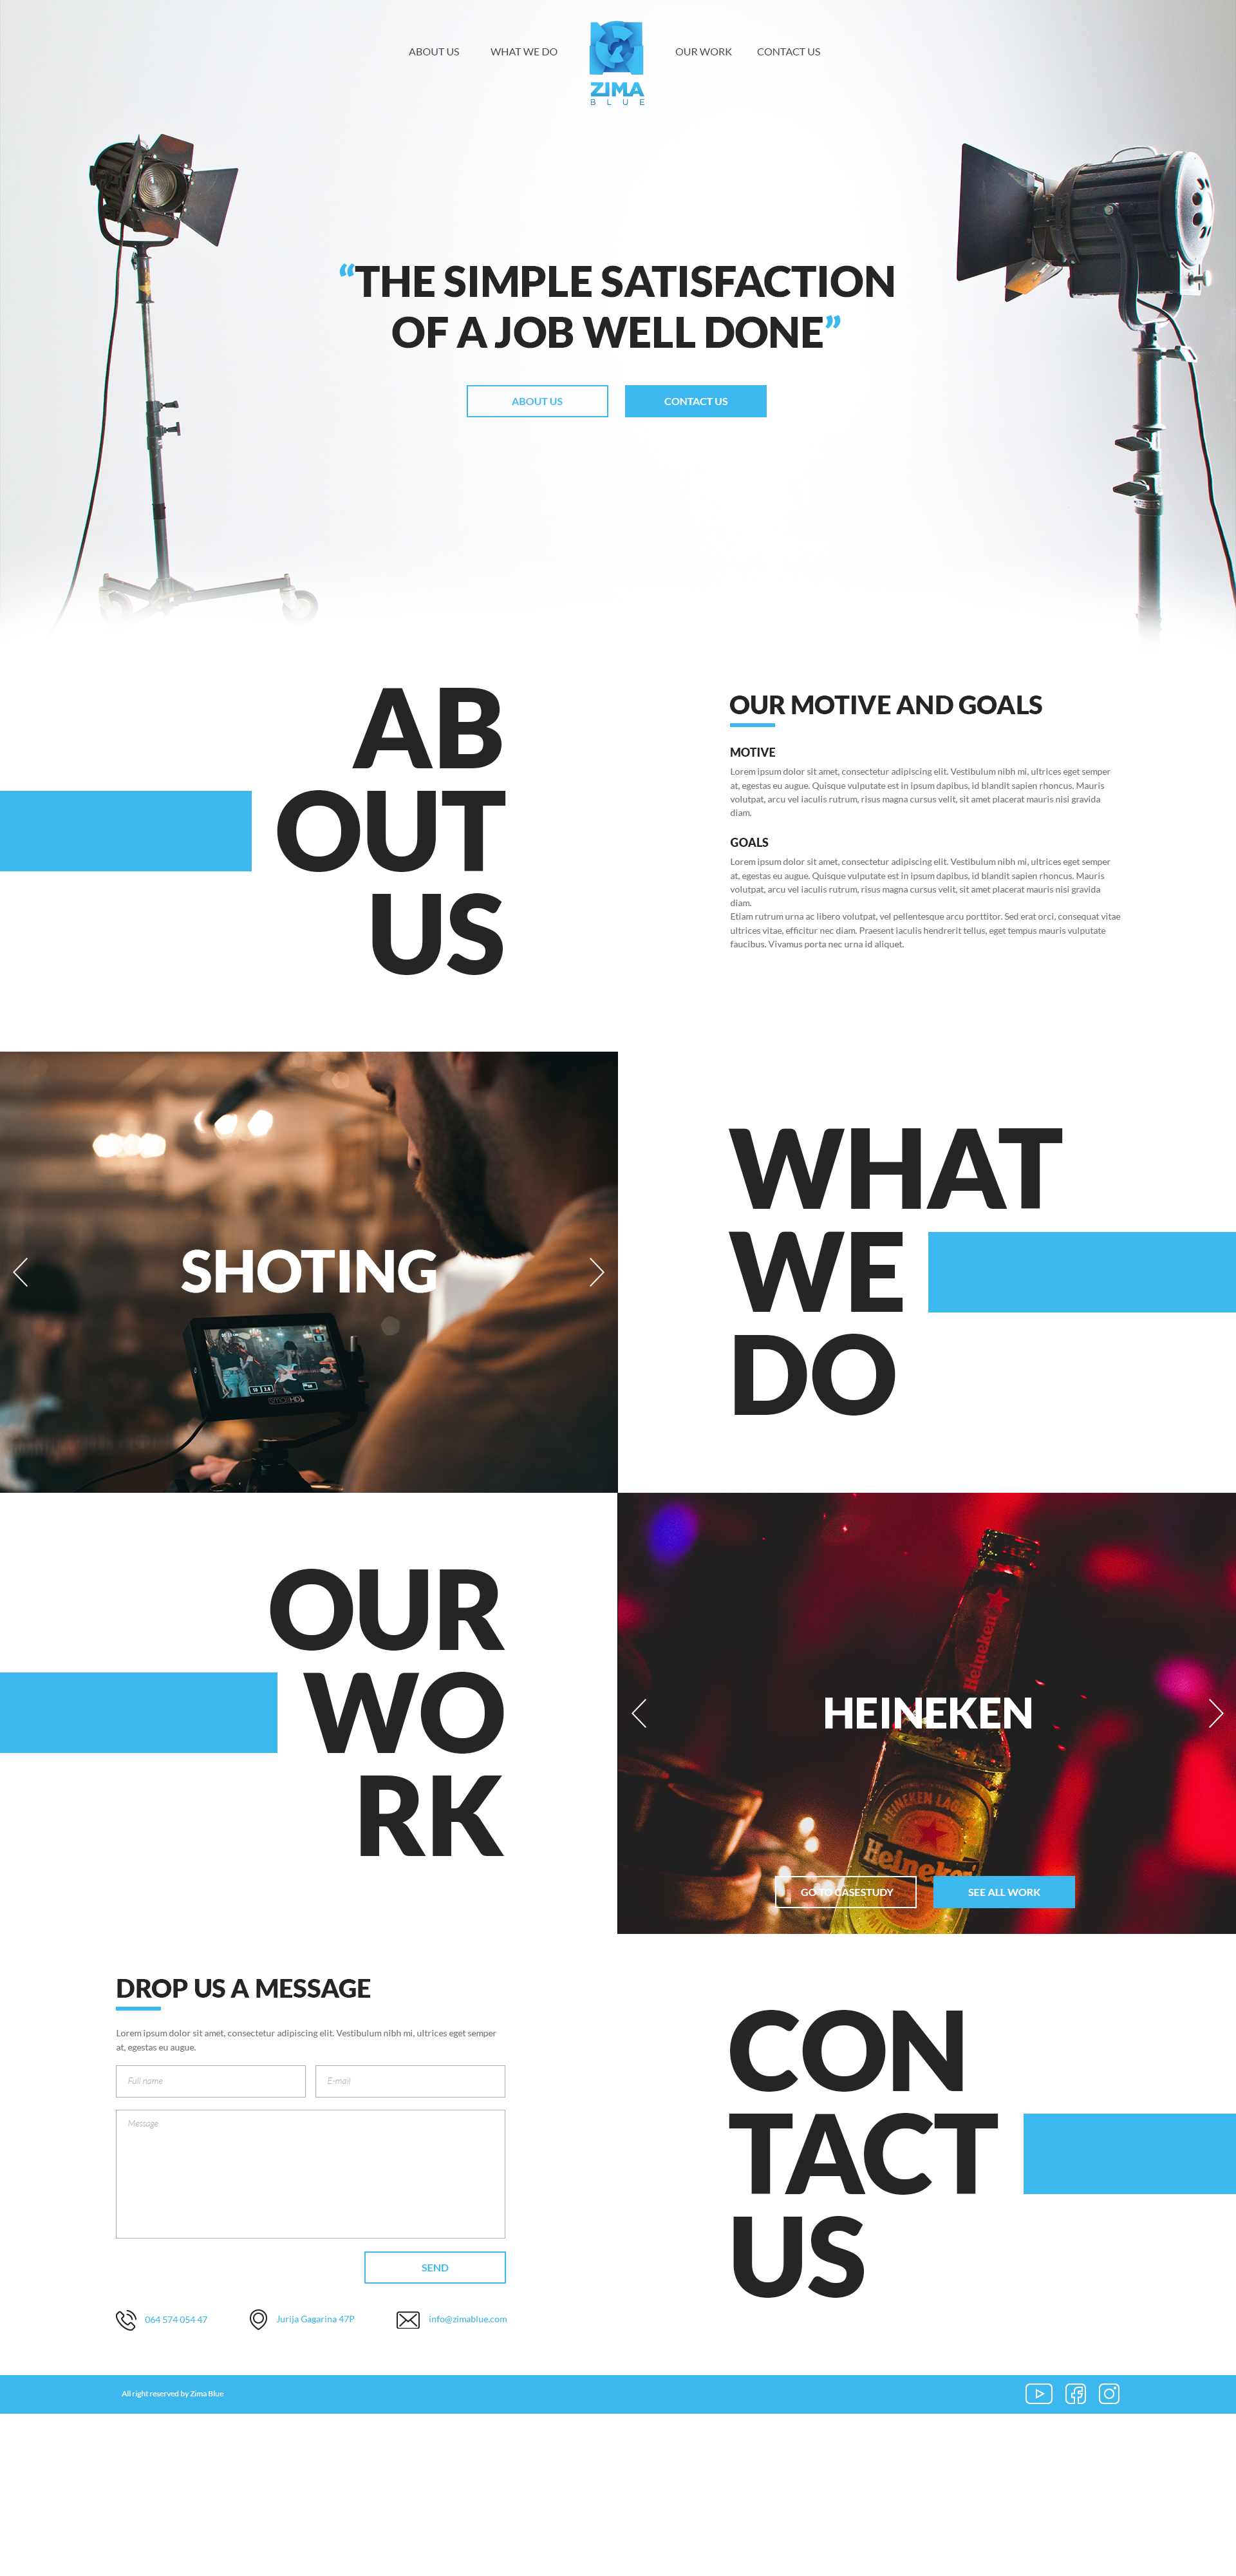 ABOUT US
WHAT WE DO
ZIMA
BLUE
OUR WORK
CONTACT US
“THE SIMPLE SATISFACTION
OF A JOB WELL DONE”
ABOUT US
CONTACT US
AB
OUT
US
OUR MOTIVE AND GOALS
MOTIVE
Lorem ipsum dolor sit amet, consectetur adipiscing elit. Vestibulum nibh mi, ultrices eget semper
at, egestas eu augue. Quisque vulputate est in ipsum dapibus, id blandit sapien rhoncus. Mauris
volutpat, arcu vel iaculis rutrum, risus magna cursus velit, sit amet placerat mauris nisi gravida
diam.
GOALS
Lorem ipsum dolor sit amet, consectetur adipiscing elit. Vestibulum nibh mi, ultrices eget semper
at, egestas eu augue. Quisque vulputate est in ipsum dapibus, id blandit sapien rhoncus. Mauris
volutpat, arcu vel iaculis rutrum, risus magna cursus velit, sit amet placerat mauris nisi gravida
diam.
Etiam rutrum urna ac libero volutpat, vel pellentesque arcu porttitor. Sed erat orci, consequat vitae
ultrices vitae, efficitur nec diam. Praesent iaculis hendrerit tellus, eget tempus mauris vulputate
faucibus. Vivamus porta nec urna id aliquet.
SHOTING
smallHD
WHAT
WE
DO
OUR
WO
RK
Heineken
HEINEKEN
HEINEKEN LAGER
Heineken
GO TO CASESTUDY
SEE ALL WORK
DROP US A MESSAGE
Lorem ipsum dolor sit amet, consectetur adipiscing elit. Vestibulum nibh mi, ultrices eget semper
at, egestas eu augue.
Full name
E-mail
Message
SEND
064 574 054 47
Jurija Gagarina 47P
info@zimablue.com
CON
TACT
US
All right reserved by Zima Blue